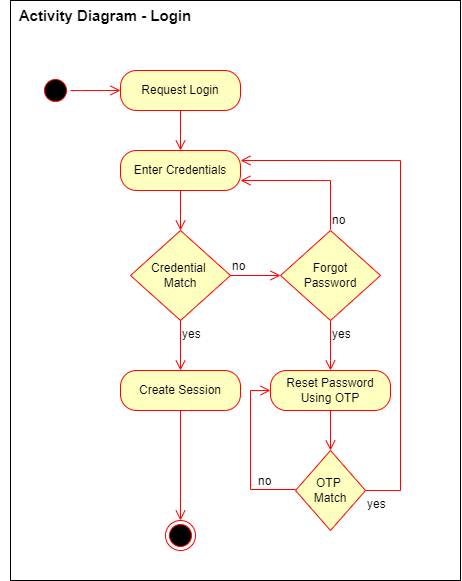 Activity Diagram - Login
Request Login
Enter Credentials
no
Credential
Match
no
Forgot
Password
yes
yes
Create Session
Reset Password
Using OTP
no
OTP
Match
yes